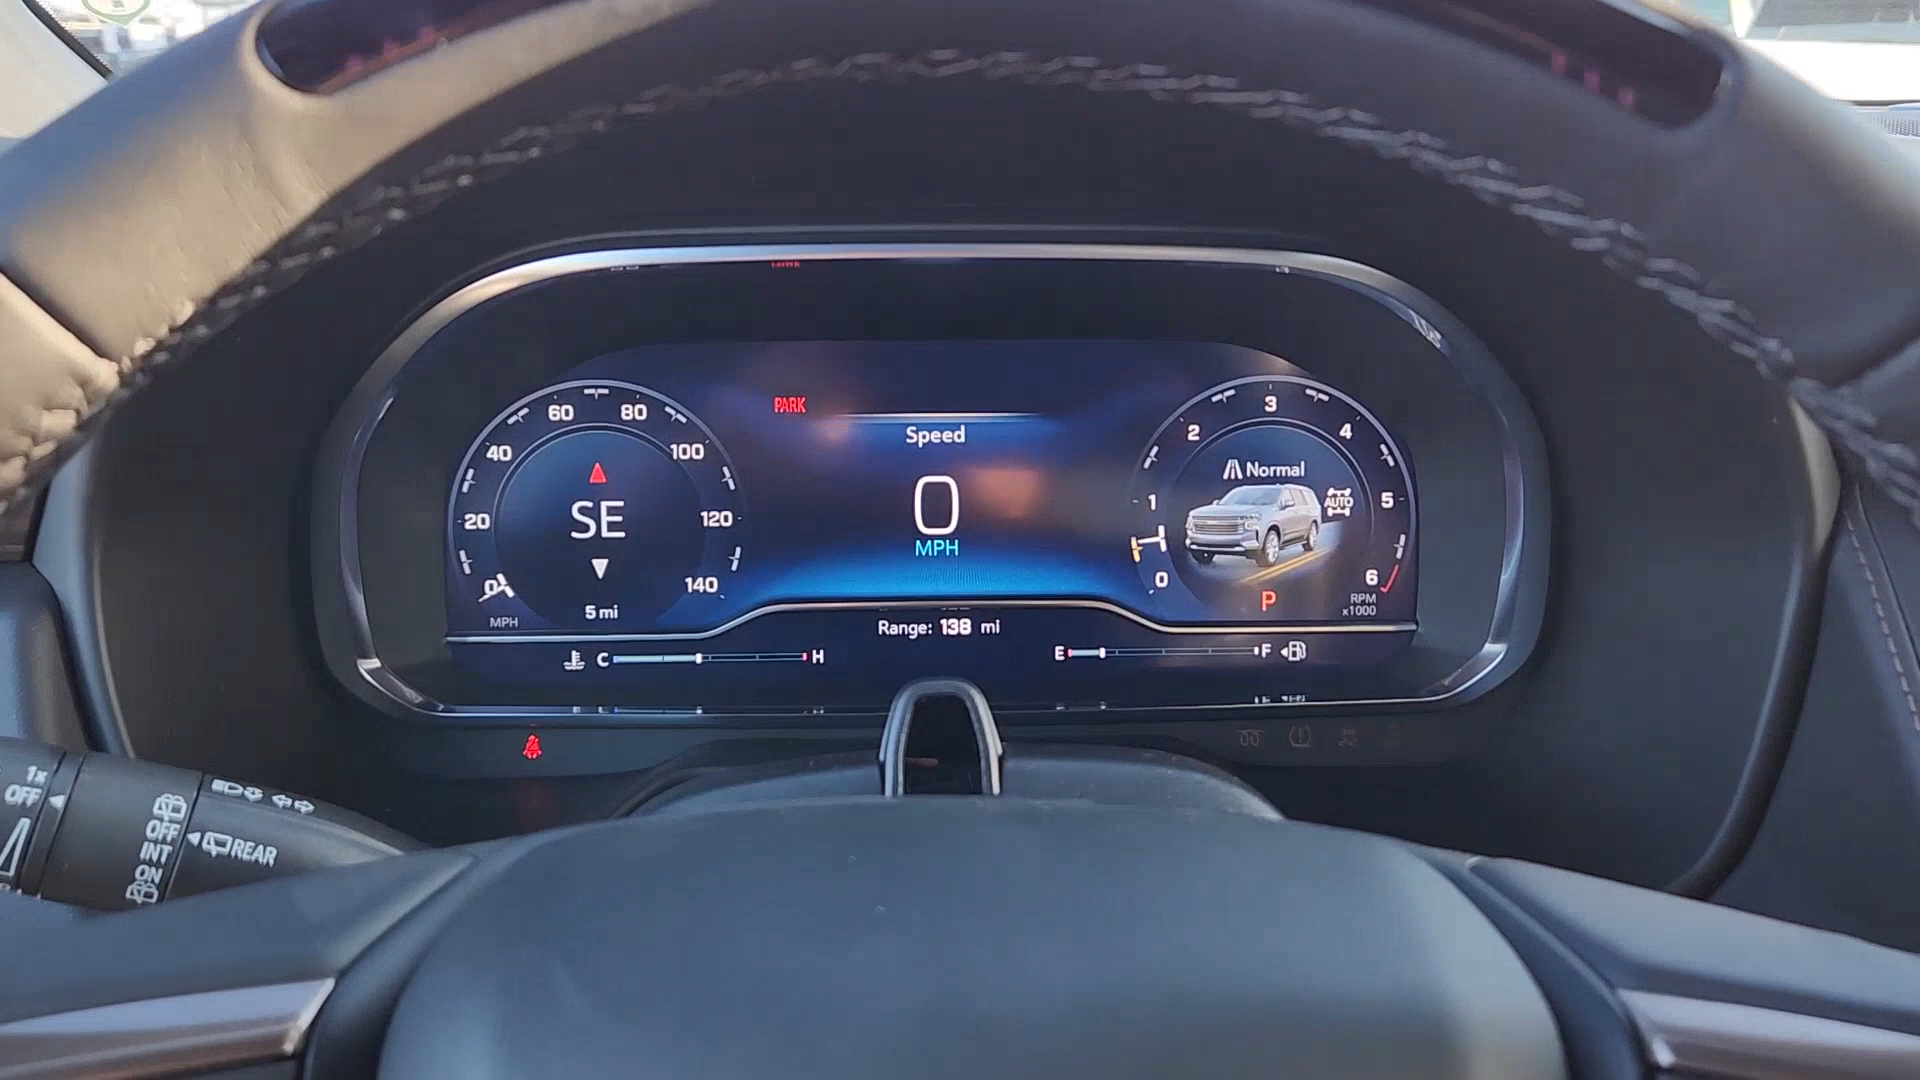 PARK
Speed
0
MPH
0
20
40
60
80
100
120
140
SE
5 mi
MPH
0
1
2
3
4
5
6
Normal
AUTO
P
RPM
x1000
Range: 138 mi
C
H
E
F
1x
OFF
OFF
INT
ON
REAR